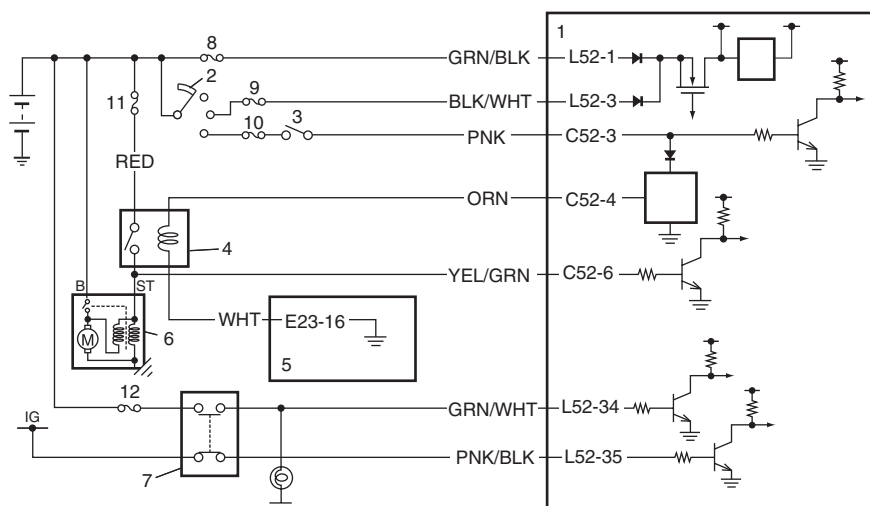 8 GRN/BLK L52-1 1
2
9 BLK/WHT L52-3
11
10 3 PNK C52-3
RED
ORN C52-4
4
B ST YEL/GRN C52-6
WHT E23-16
M 6
5
12 GRN/WHT L52-34
IG
PNK/BLK L52-35
7